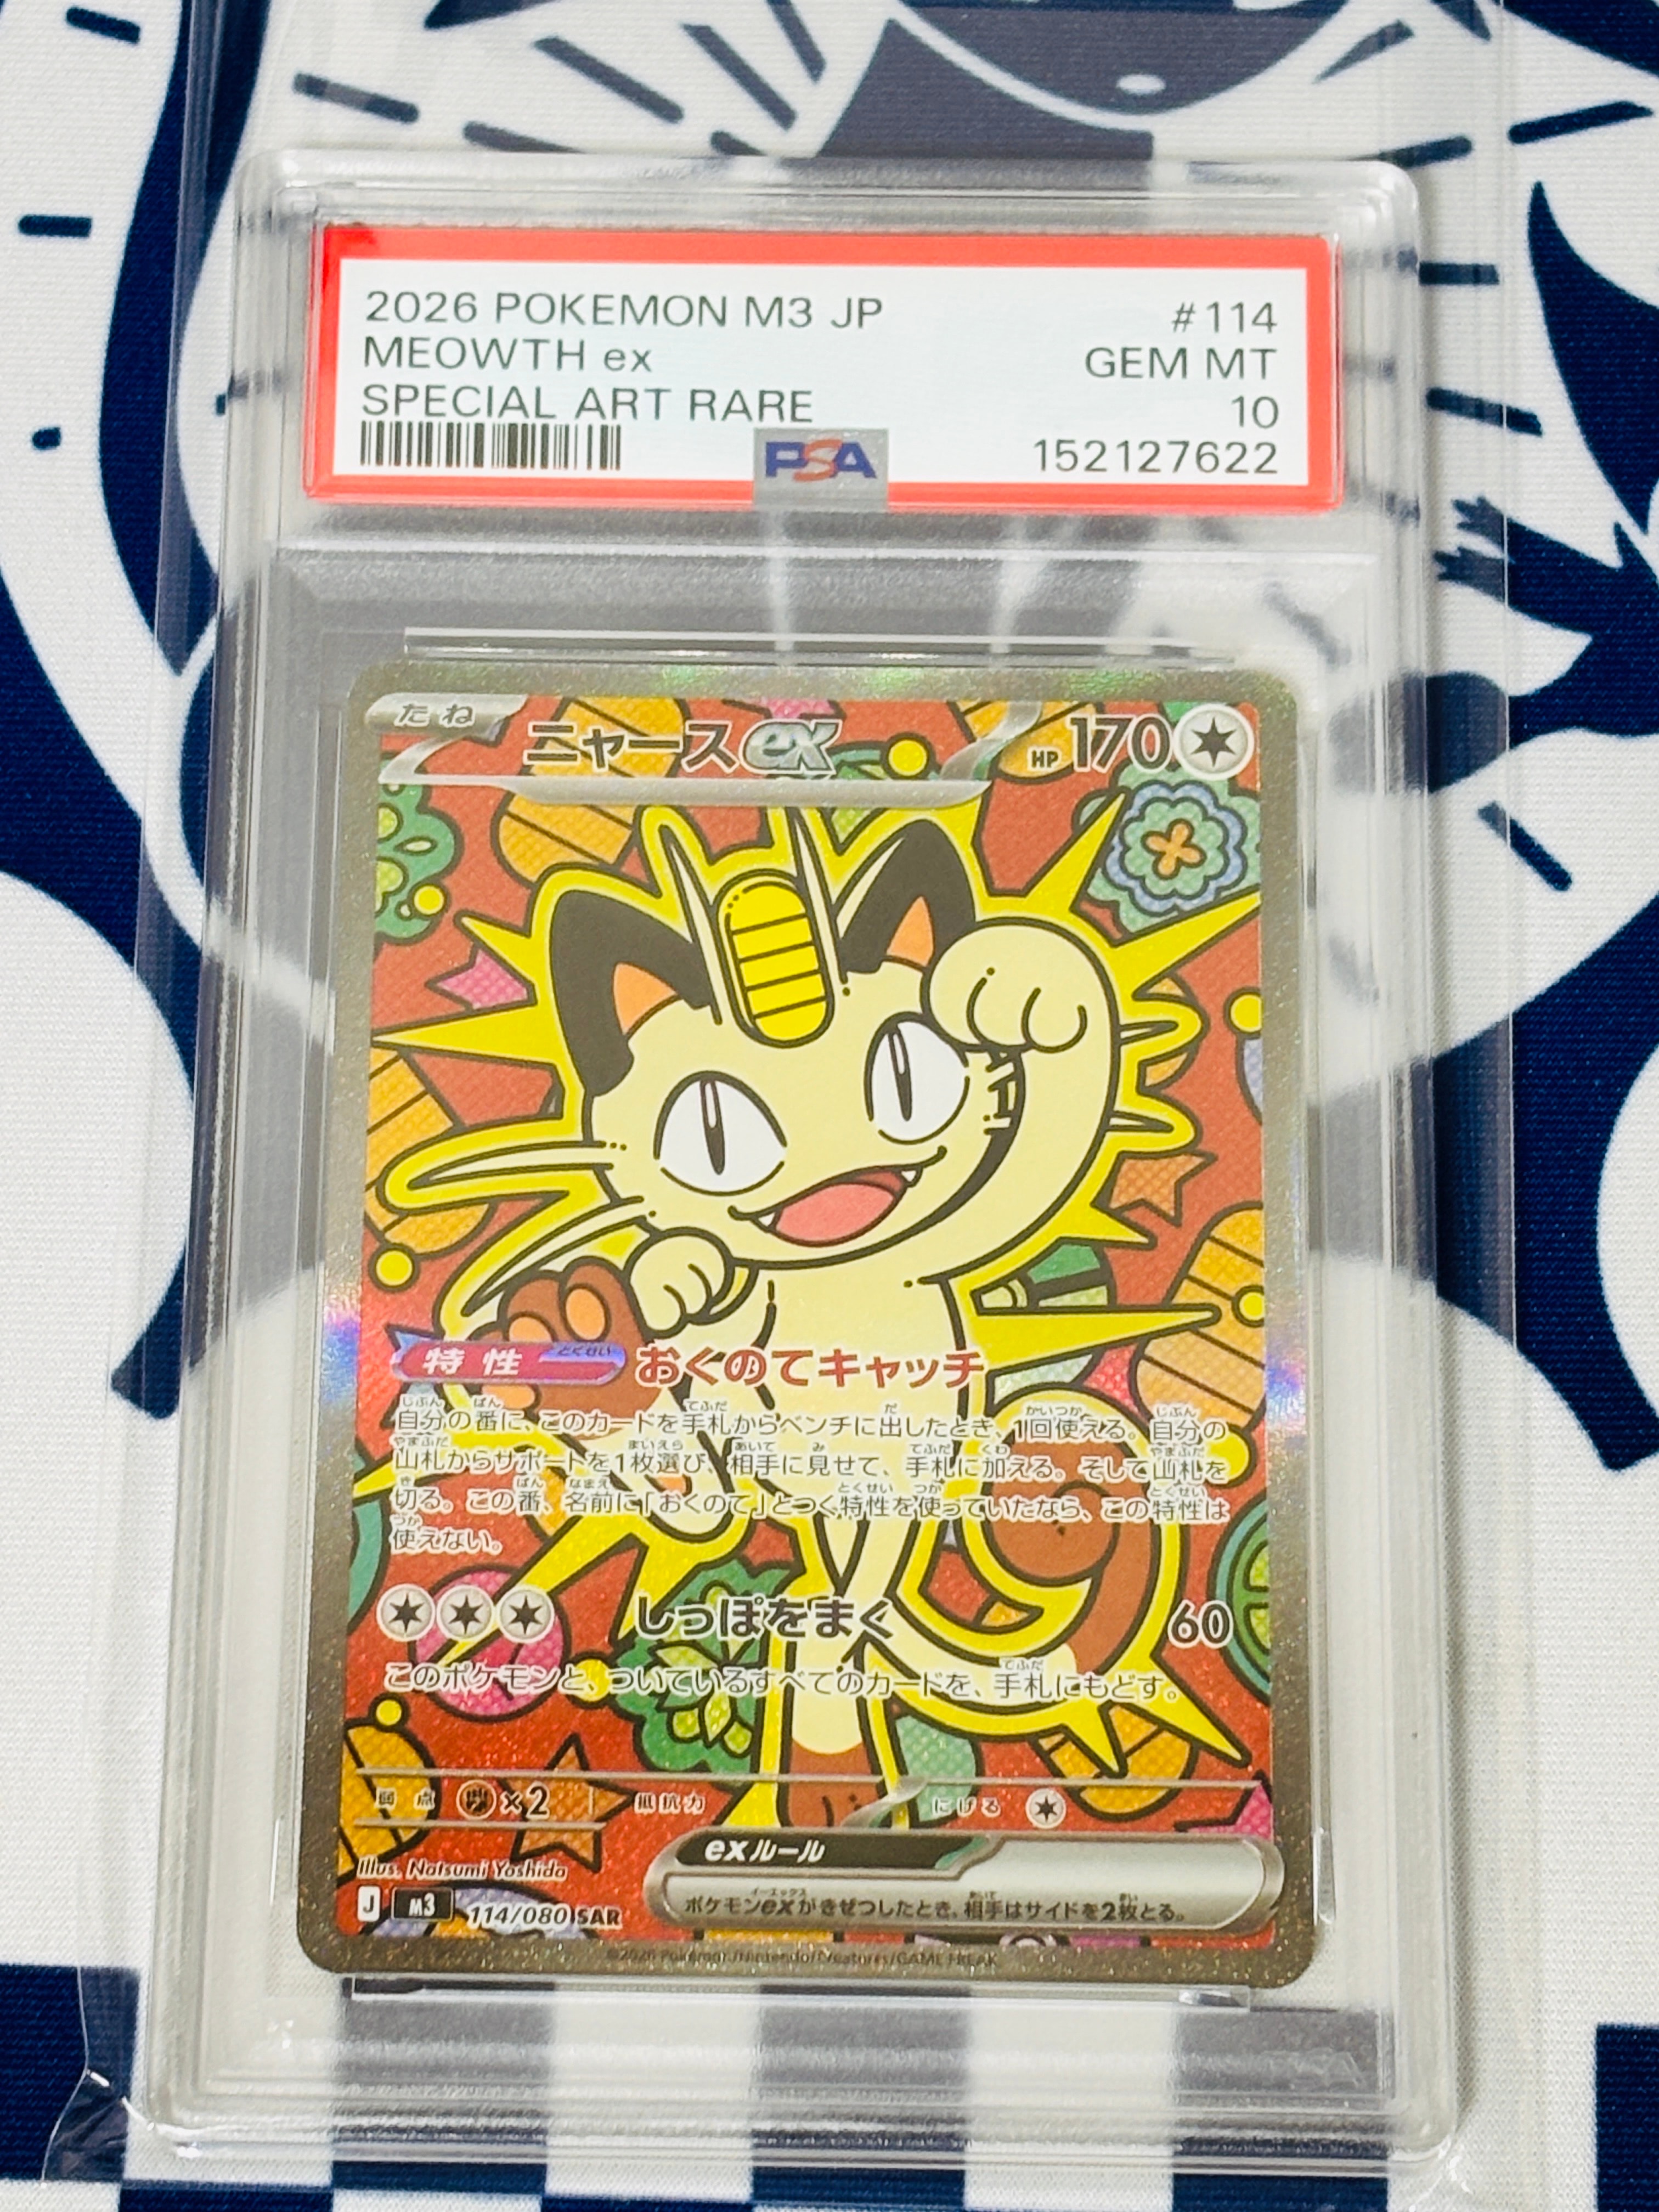 2026 POKEMON M3 JP #114
MEOWTH ex GEM MT
SPECIAL ART RARE 10
PSA 152127622
たね ニャースex HP170
特性 とくせい おくのてキャッチ
自分の番に、このカードを手札からベンチに出したとき、1回使える。自分の
山札からサポートを1枚選び、相手に見せて、手札に加える。そして山札を
切る。この番、名前に「おくのて」とつく特性を使っていたなら、この特性は
使えない。
しっぽをまく 60
このポケモンと、ついているすべてのカードを、手札にもどす。
弱点 ×2 抵抗力 にげる
exルール
ポケモンexがきぜつしたとき、相手はサイドを2枚とる。
Illus. Natsumi Yoshida
J M3 114/080 SAR
©2026 Pokémon/Nintendo/Creatures/GAME FREAK